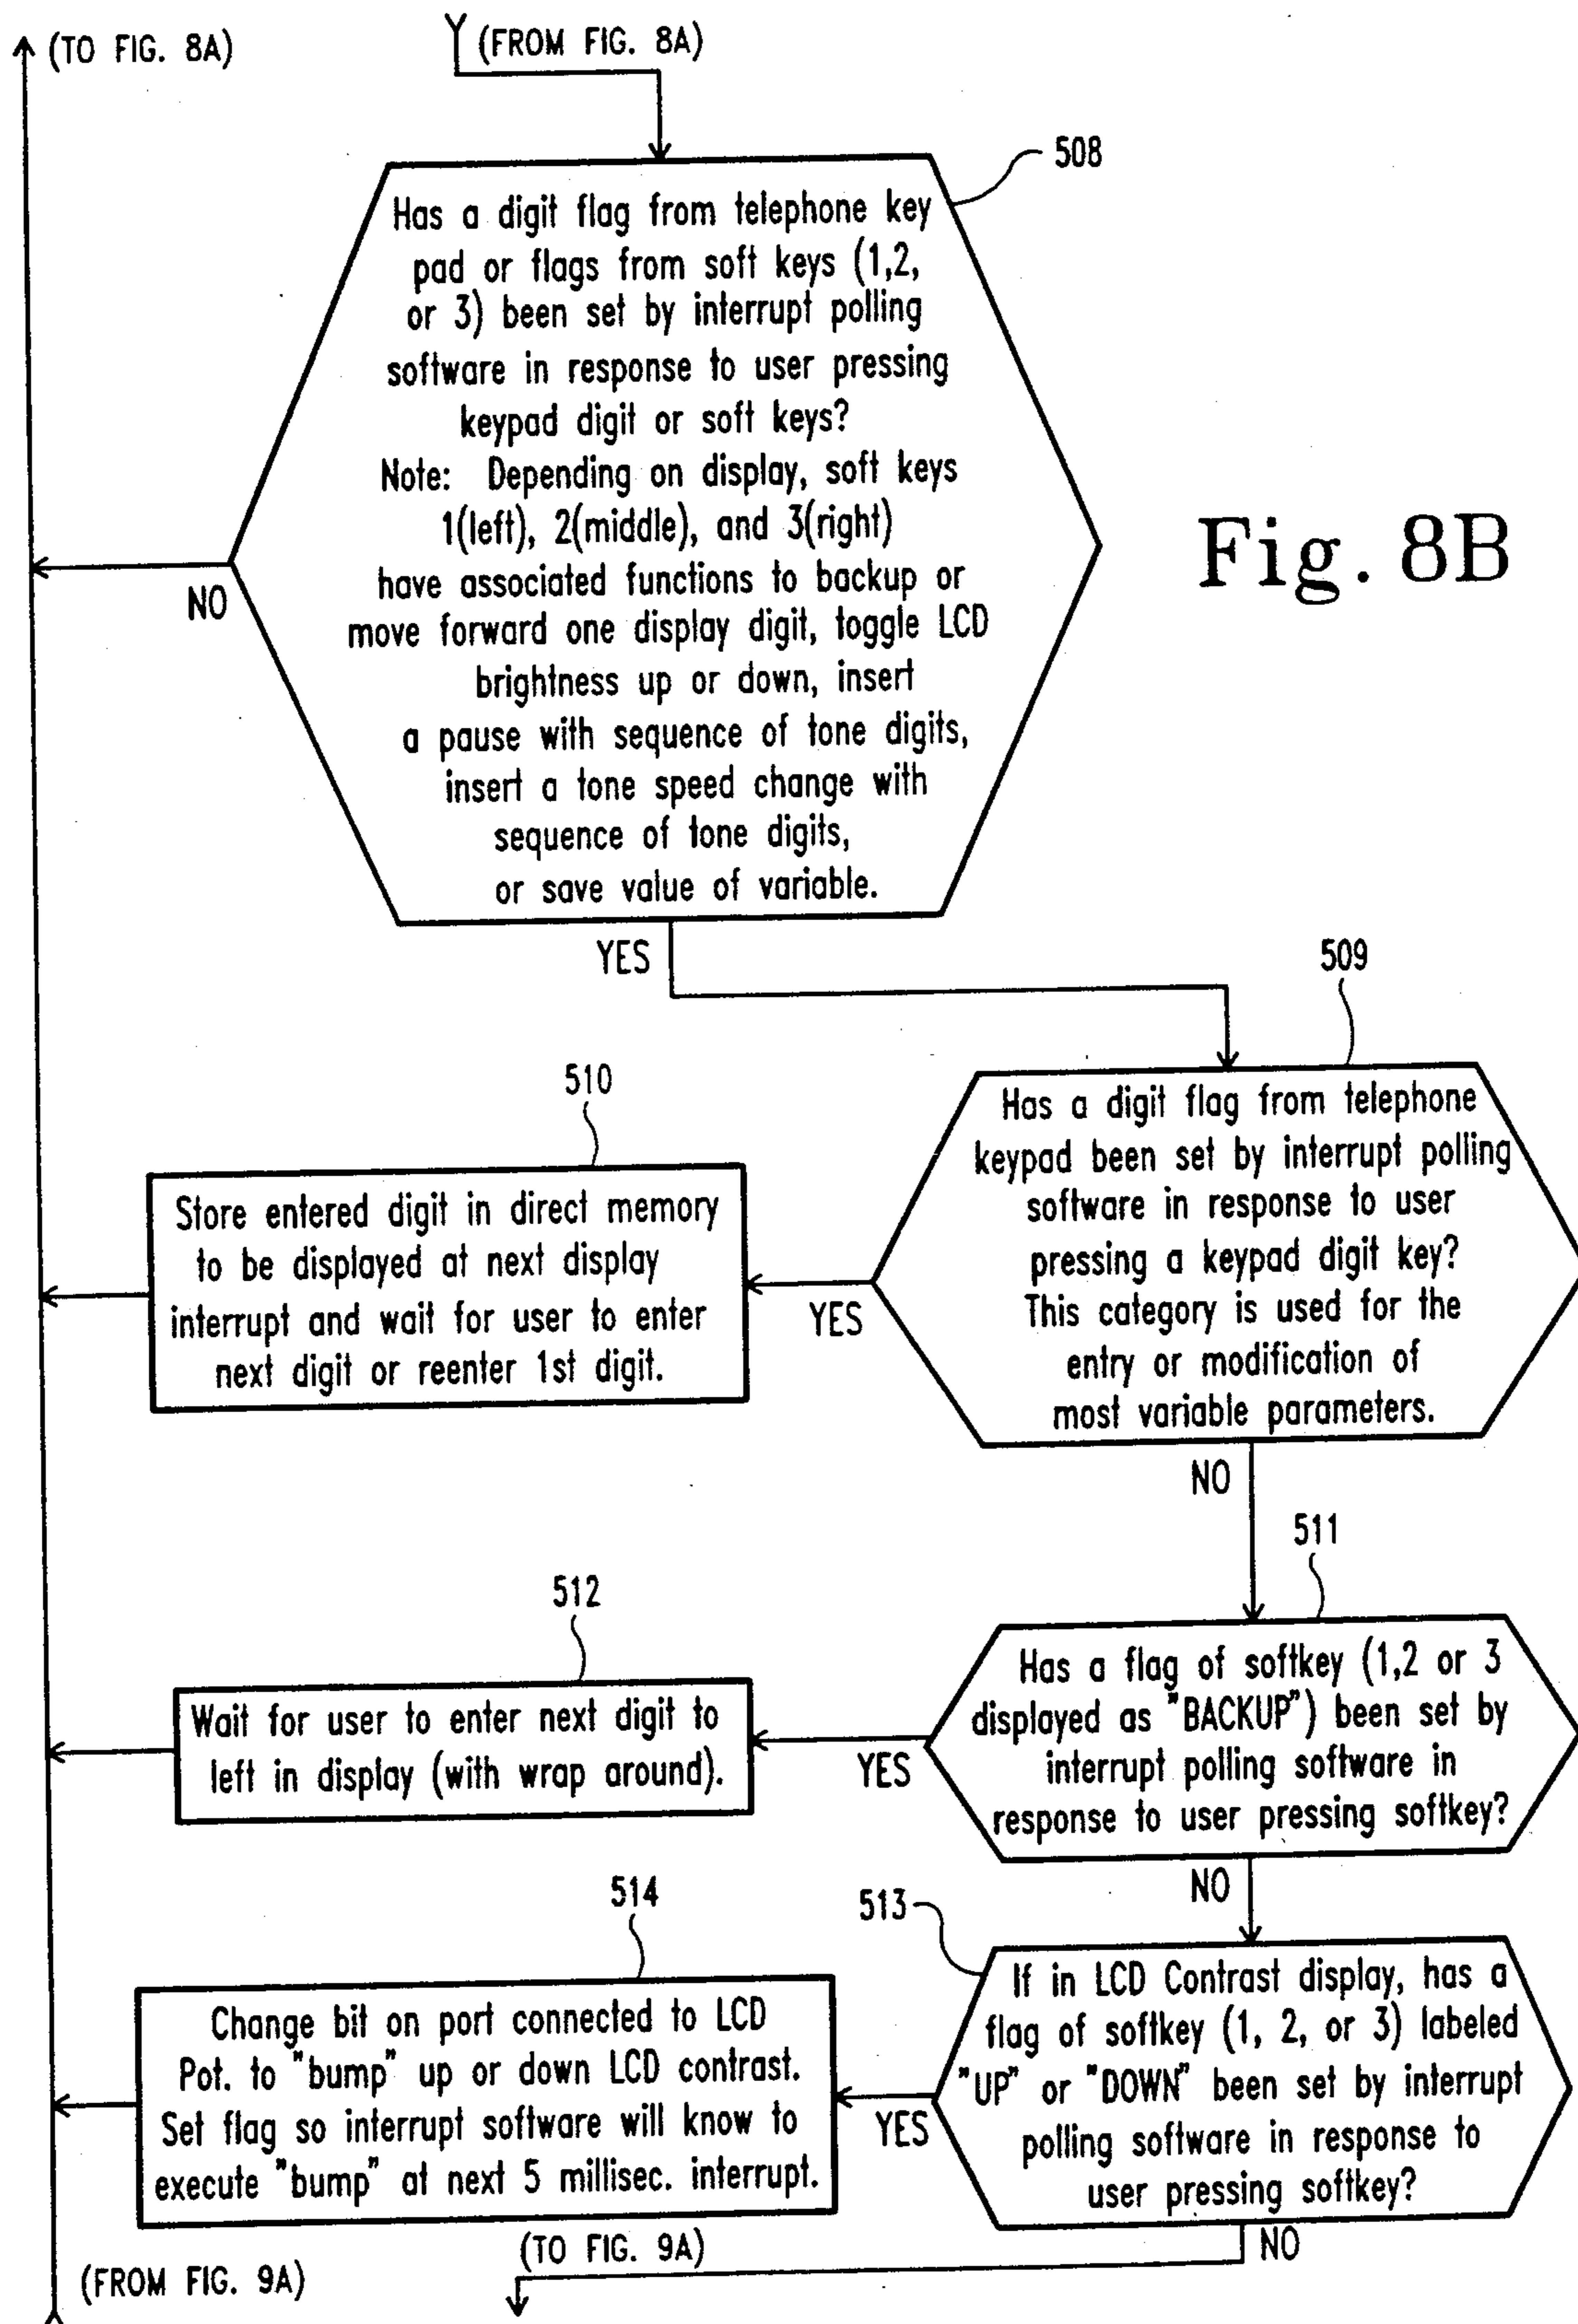 (TO FIG. 8A)
(FROM FIG. 8A)
508
Has a digit flag from telephone key
pad or flags from soft keys (1,2,
or 3) been set by interrupt polling
software in response to user pressing
keypad digit or soft keys?
Note: Depending on display, soft keys
1(left), 2(middle), and 3(right)
have associated functions to backup or
move forward one display digit, toggle LCD
brightness up or down, insert
a pause with sequence of tone digits,
insert a tone speed change with
sequence of tone digits,
or save value of variable.
Fig. 8B
NO
YES
509
Has a digit flag from telephone
keypad been set by interrupt polling
software in response to user
pressing a keypad digit key?
This category is used for the
entry or modification of
most variable parameters.
YES
510
Store entered digit in direct memory
to be displayed at next display
interrupt and wait for user to enter
next digit or reenter 1st digit.
NO
511
Has a flag of softkey (1,2 or 3
displayed as "BACKUP") been set by
interrupt polling software in
response to user pressing softkey?
YES
512
Wait for user to enter next digit to
left in display (with wrap around).
NO
513
If in LCD Contrast display, has a
flag of softkey (1, 2, or 3) labeled
"UP" or "DOWN" been set by interrupt
polling software in response to
user pressing softkey?
YES
514
Change bit on port connected to LCD
Pot. to "bump" up or down LCD contrast.
Set flag so interrupt software will know to
execute "bump" at next 5 millisec. interrupt.
NO
(TO FIG. 9A)
(FROM FIG. 9A)